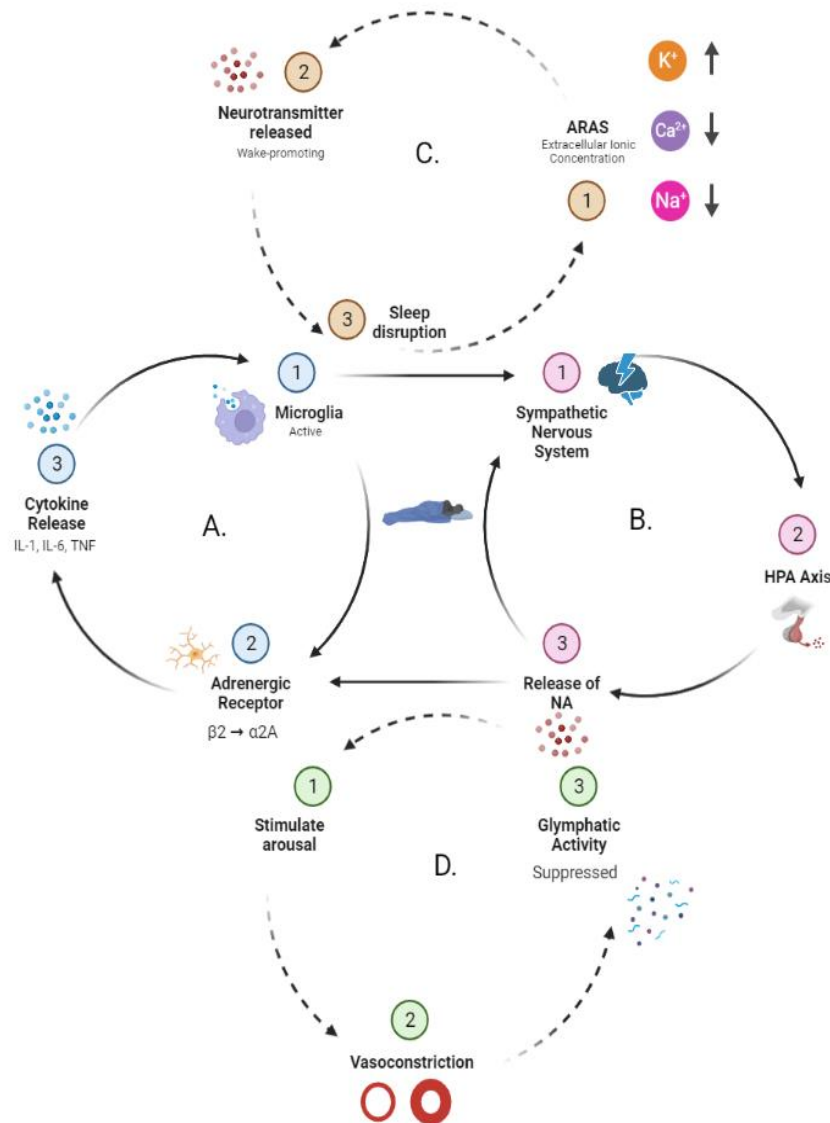 K⁺
2
Neurotransmitter
released
Wake-promoting
C.
ARAS
Extracellular Ionic
Concentration
Ca²⁺
1
Na⁺
3
Sleep
disruption
1
Microglia
Active
1
Sympathetic
Nervous
System
3
Cytokine
Release
IL-1, IL-6, TNF
A.
B.
2
HPA Axis
2
Adrenergic
Receptor
β2 → α2A
3
Release of
NA
1
Stimulate
arousal
3
Glymphatic
Activity
Suppressed
D.
2
Vasoconstriction